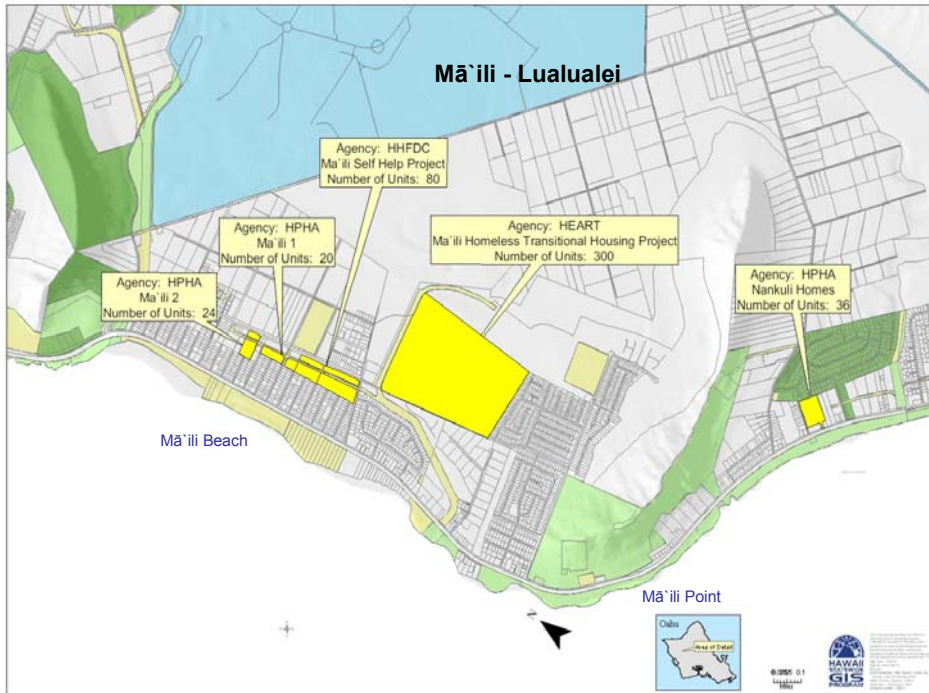 Mā`ili - Lualualei
Agency: HHFDC
Ma`ili Self Help Project
Number of Units: 80
Agency: HPHA
Ma`ili 1
Number of Units: 20
Agency: HEART
Ma`ili Homeless Transitional Housing Project
Number of Units: 300
Agency: HPHA
Ma`ili 2
Number of Units: 24
Agency: HPHA
Nankuli Homes
Number of Units: 36
Mā`ili Beach
Mā`ili Point
N
Oahu
Area of Detail
0.1
Miles
HAWAII
STATEWIDE
GIS
PROGRAM